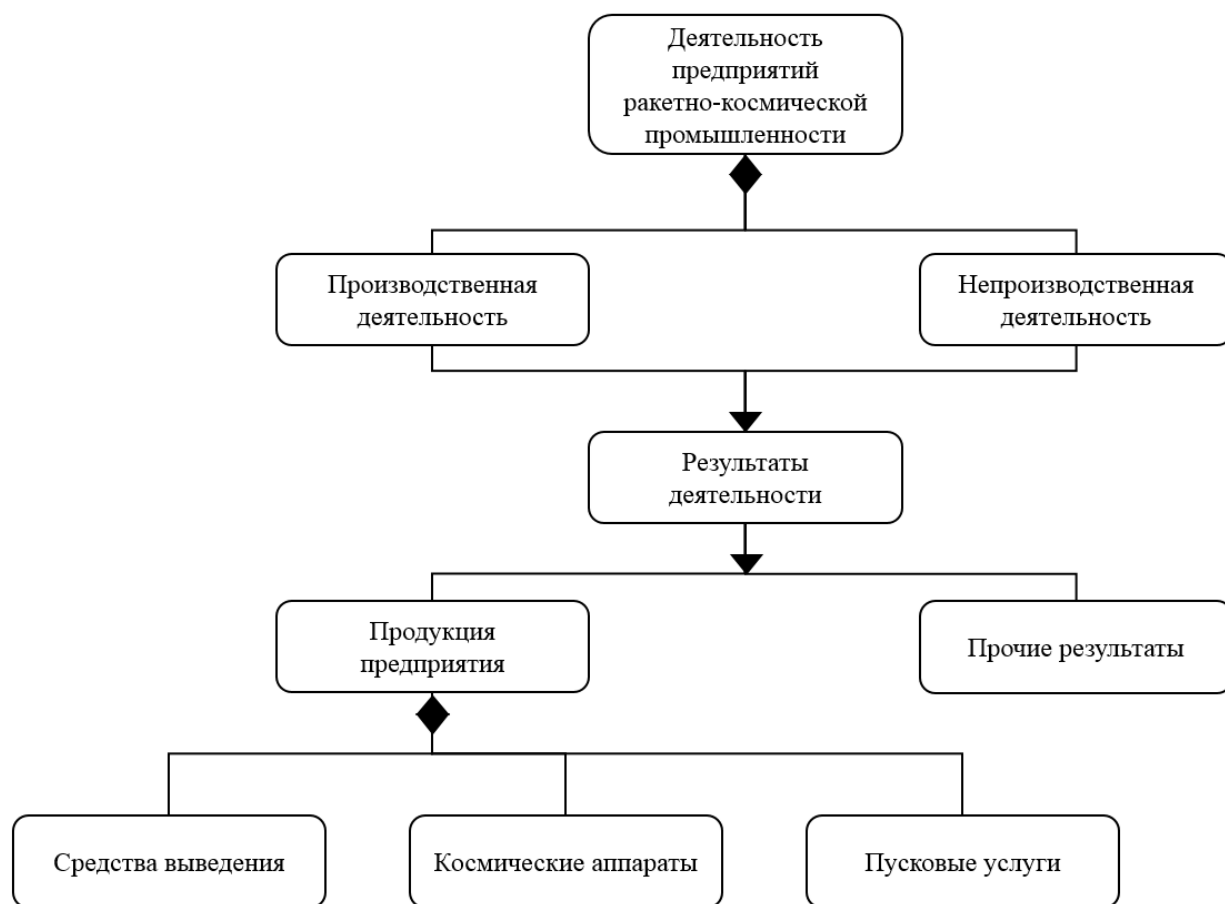 Деятельность
предприятий
ракетно-космической
промышленности
Производственная
деятельность
Непроизводственная
деятельность
Результаты
деятельности
Продукция
предприятия
Прочие результаты
Средства выведения
Космические аппараты
Пусковые услуги